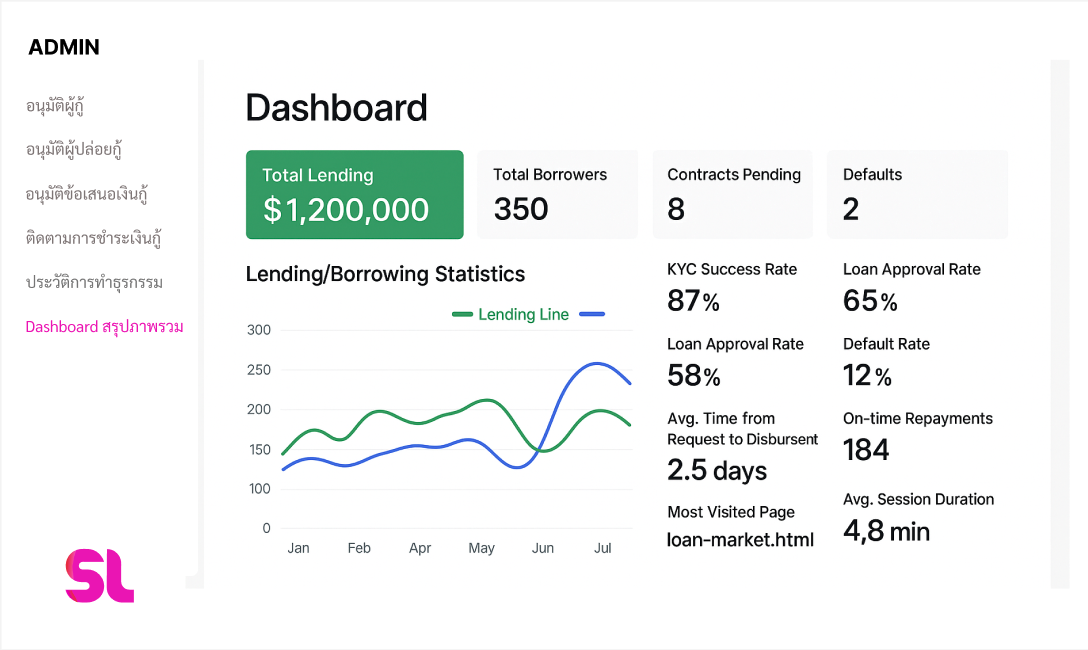 ADMIN
อนุมัติผู้กู้
อนุมัติผู้ปล่อยกู้
อนุมัติข้อเสนอเงินกู้
ติดตามการชำระเงินกู้
ประวัติการทำธุรกรรม
Dashboard สรุปภาพรวม
SL
Dashboard
Total Lending
$1,200,000
Total Borrowers
350
Contracts Pending
8
Defaults
2
Lending/Borrowing Statistics
Lending Line
300
250
200
150
100
0
Jan Feb Apr May Jun Jul
KYC Success Rate
87%
Loan Approval Rate
65%
Loan Approval Rate
58%
Default Rate
12%
Avg. Time from
Request to Disbursent
2.5 days
On-time Repayments
184
Most Visited Page
loan-market.html
Avg. Session Duration
4,8 min